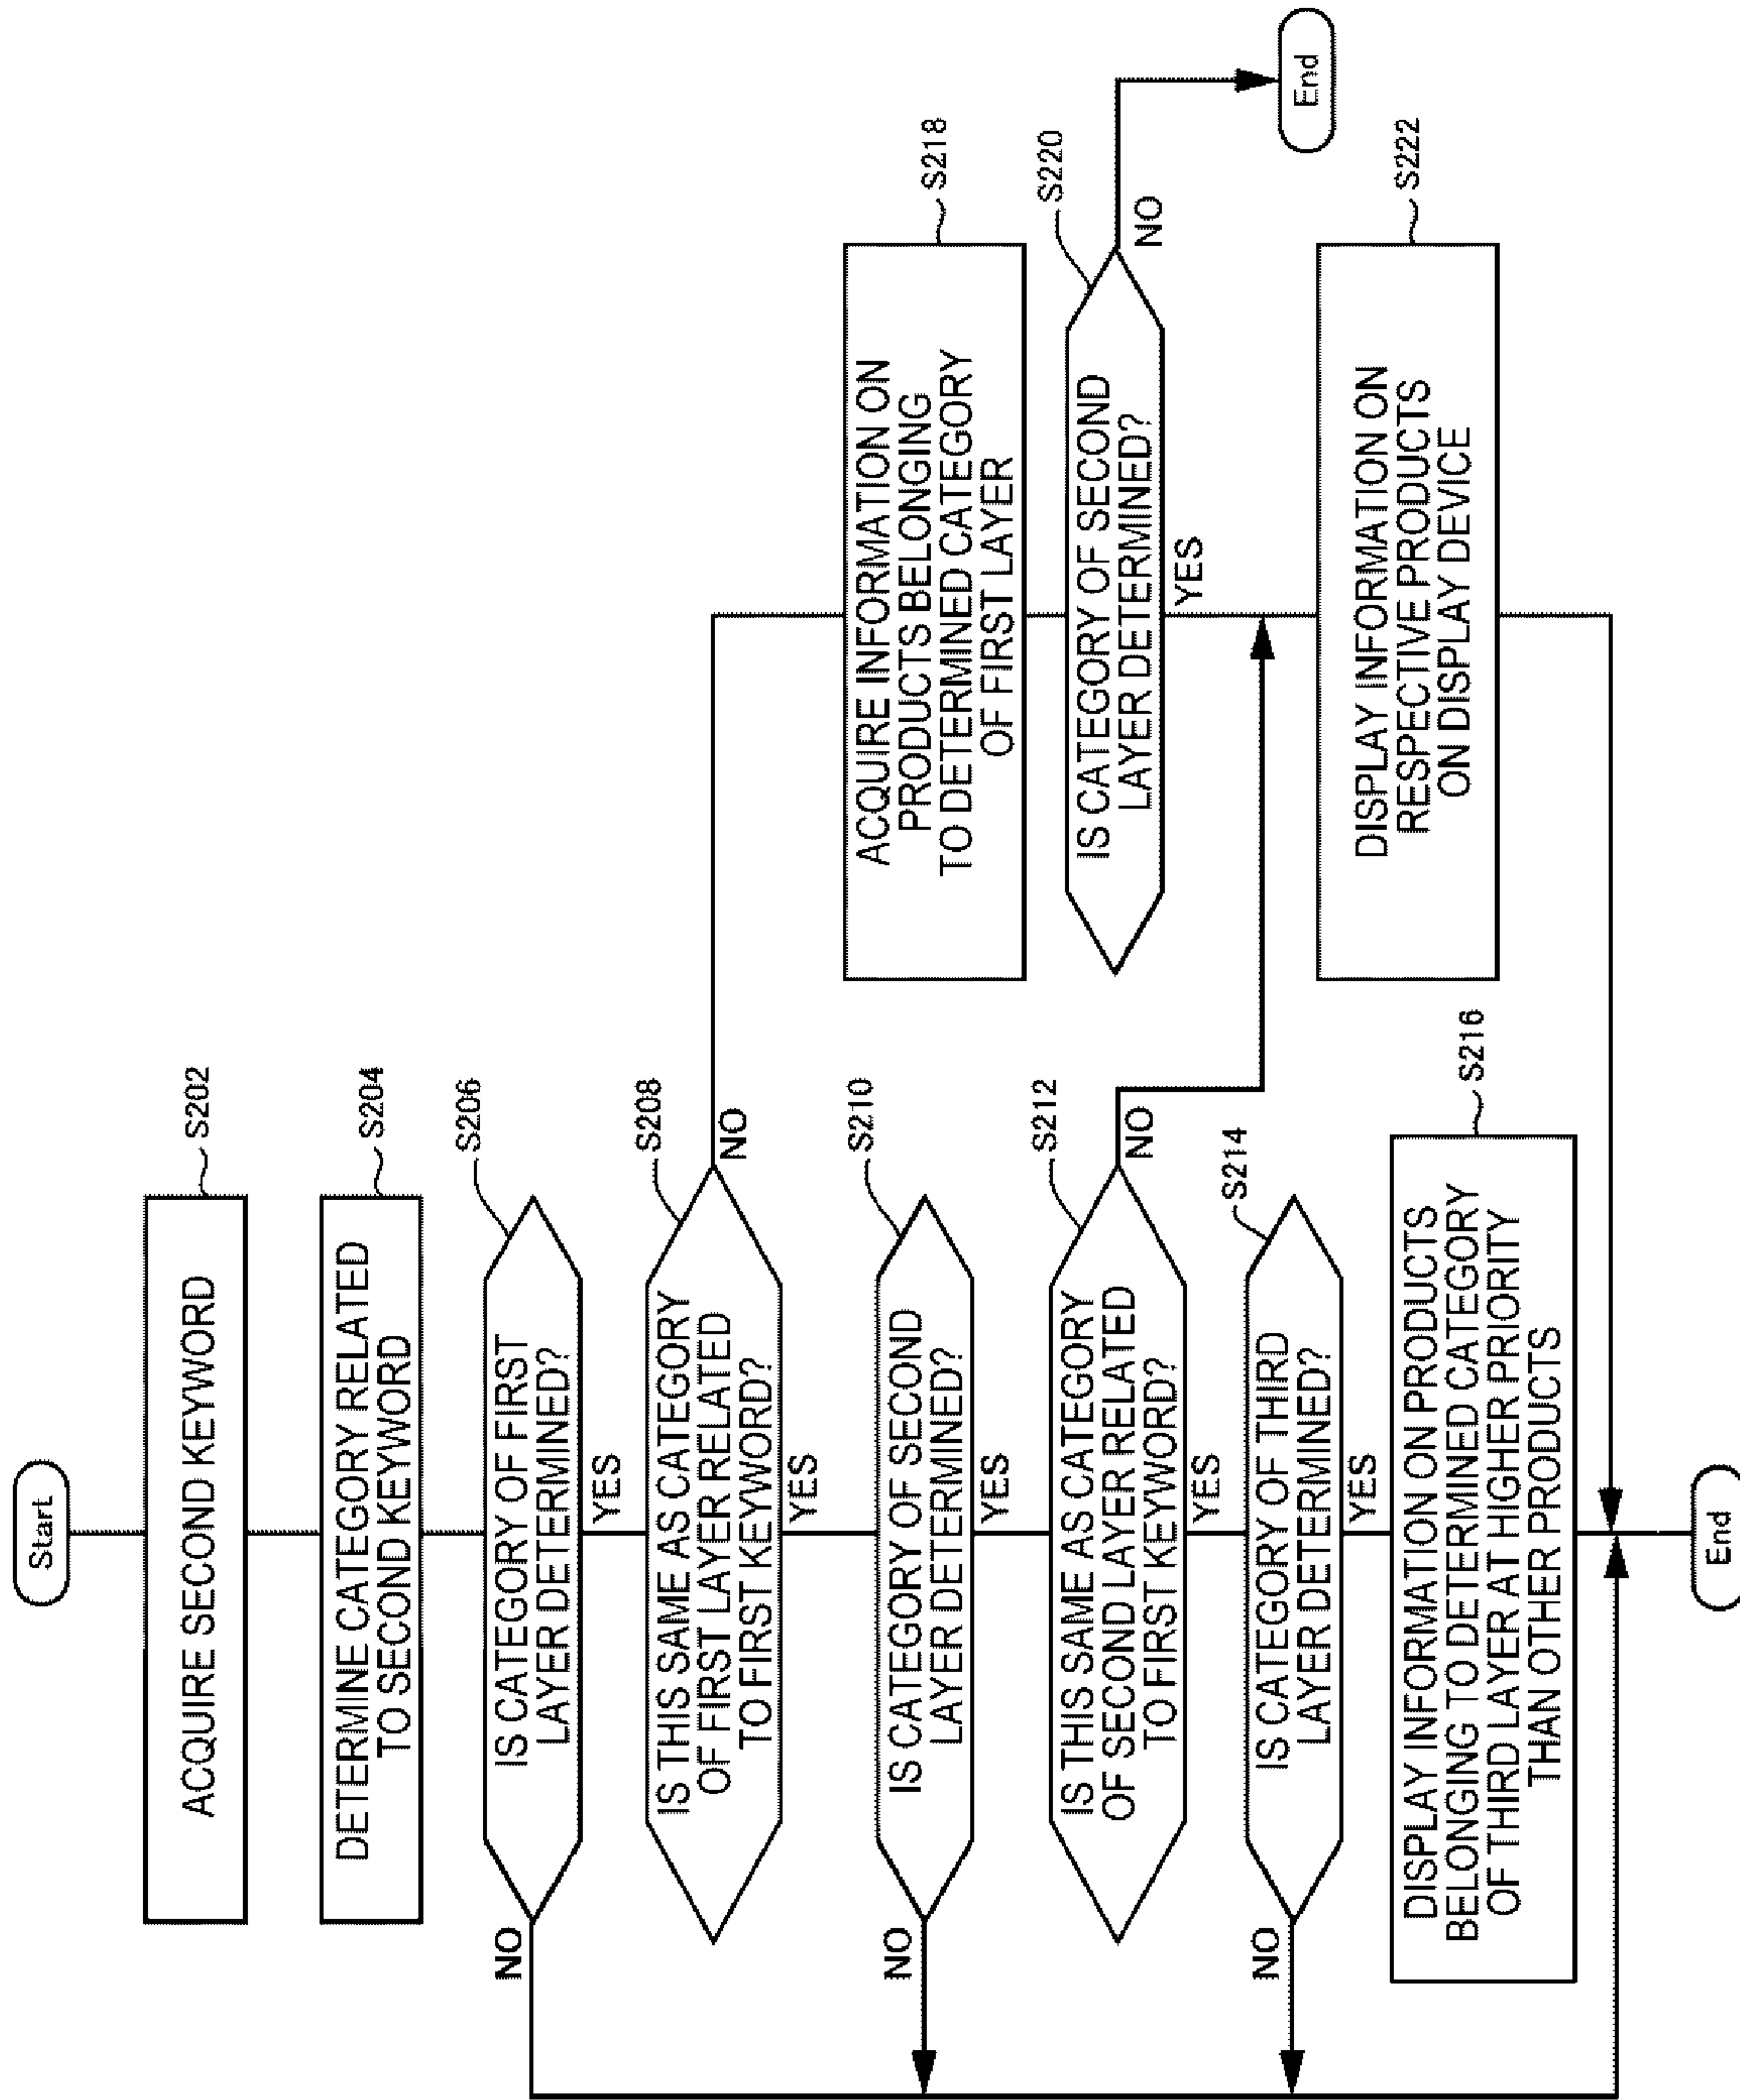 Start
ACQUIRE SECOND KEYWORD
S202
DETERMINE CATEGORY RELATED
TO SECOND KEYWORD
S204
IS CATEGORY OF FIRST
LAYER DETERMINED?
S206
NO
YES
IS THIS SAME AS CATEGORY
OF FIRST LAYER RELATED
TO FIRST KEYWORD?
S208
NO
YES
IS CATEGORY OF SECOND
LAYER DETERMINED?
S210
NO
YES
IS THIS SAME AS CATEGORY
OF SECOND LAYER RELATED
TO FIRST KEYWORD?
S212
NO
YES
IS CATEGORY OF THIRD
LAYER DETERMINED?
S214
NO
YES
DISPLAY INFORMATION ON PRODUCTS
BELONGING TO DETERMINED CATEGORY
OF THIRD LAYER AT HIGHER PRIORITY
THAN OTHER PRODUCTS
S216
End
ACQUIRE INFORMATION ON
PRODUCTS BELONGING
TO DETERMINED CATEGORY
OF FIRST LAYER
S218
IS CATEGORY OF SECOND
LAYER DETERMINED?
S220
NO
YES
End
DISPLAY INFORMATION ON
RESPECTIVE PRODUCTS
ON DISPLAY DEVICE
S222